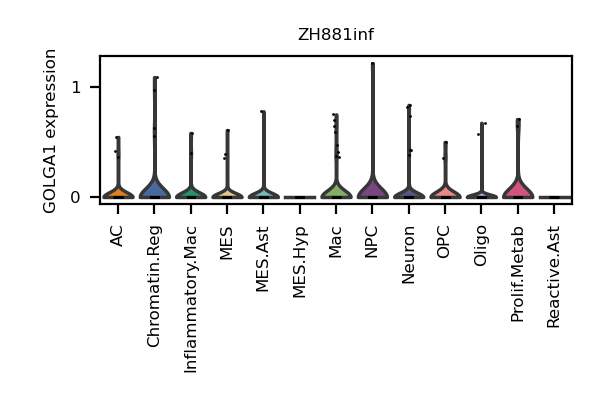 ZH881inf
GOLGA1 expression
1
0
AC
Chromatin.Reg
Inflammatory.Mac
MES
MES.Ast
MES.Hyp
Mac
NPC
Neuron
OPC
Oligo
Prolif.Metab
Reactive.Ast